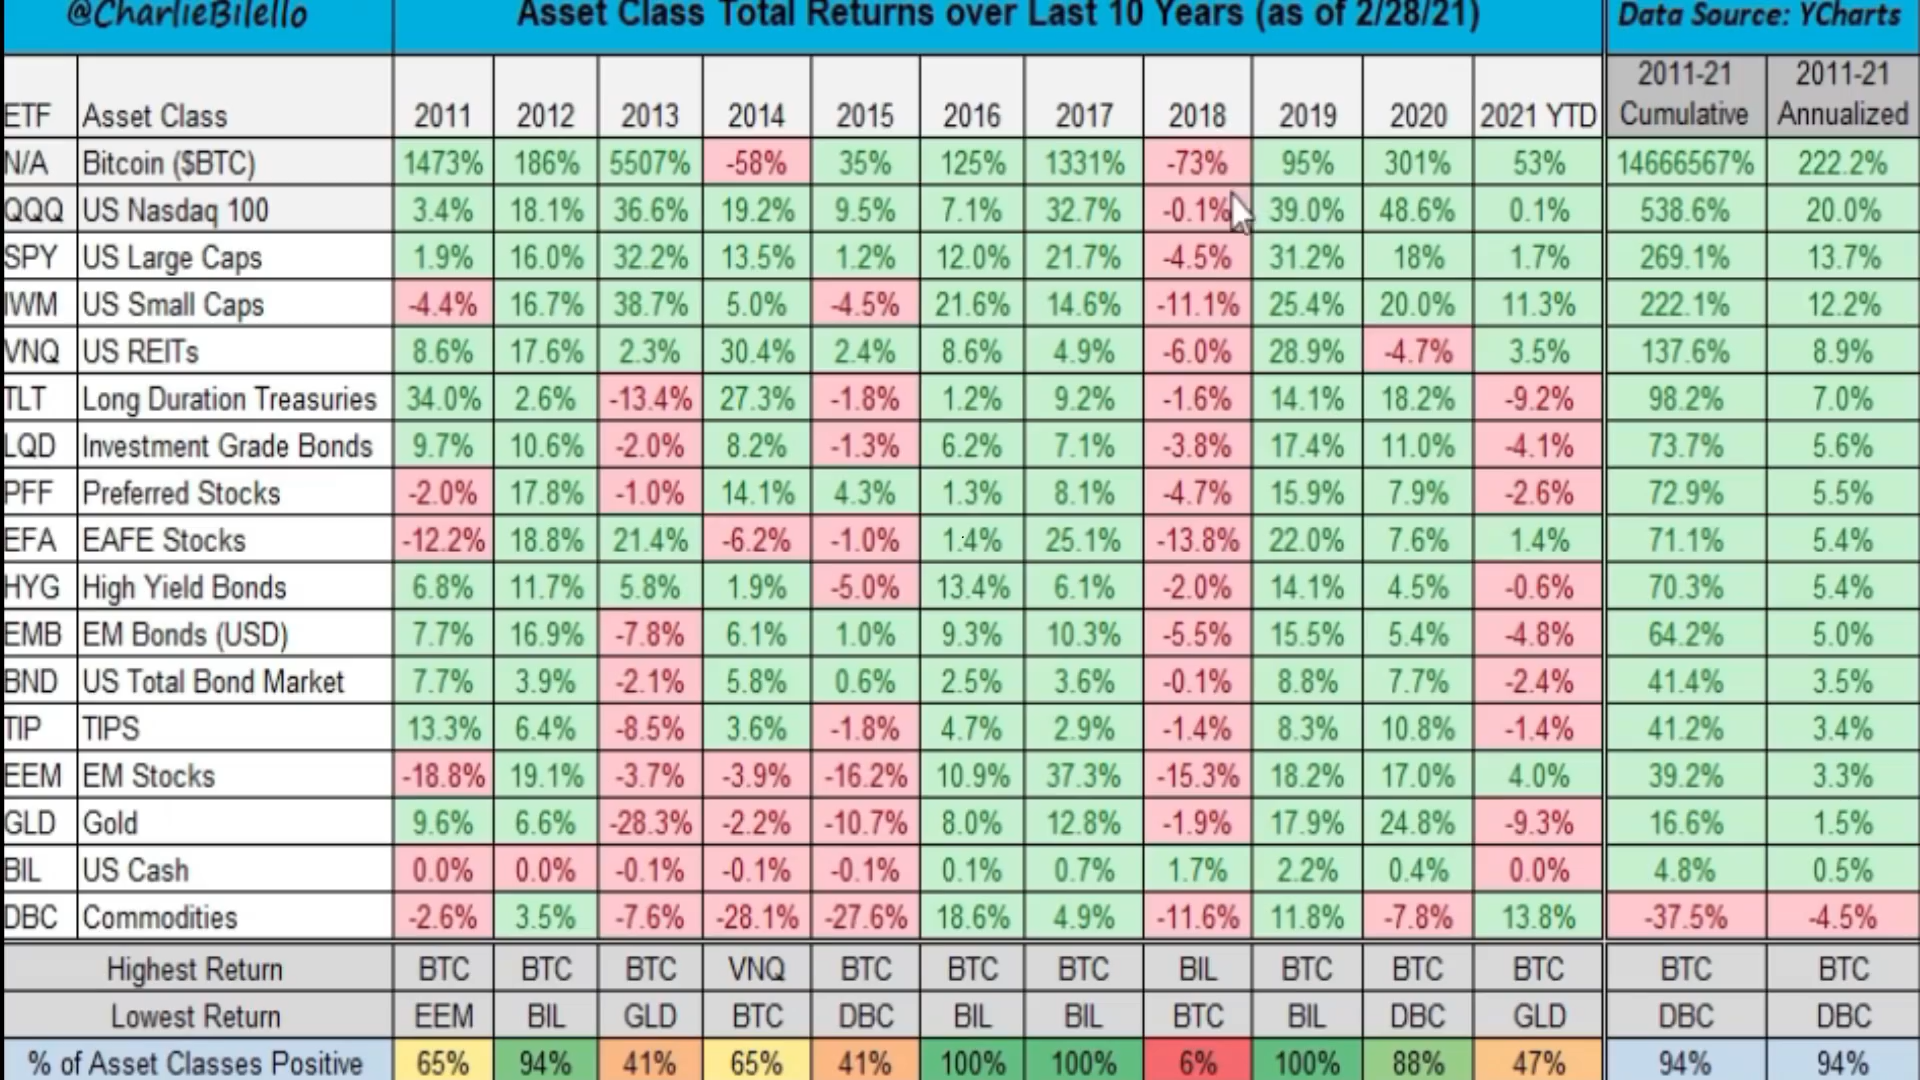 @CharlieBilello Asset Class Total Returns over Last 10 Years (as of 2/28/21) Data Source: YCharts
2011-21 2011-21
ETF Asset Class 2011 2012 2013 2014 2015 2016 2017 2018 2019 2020 2021 YTD Cumulative Annualized
N/A Bitcoin ($BTC) 1473% 186% 5507% -58% 35% 125% 1331% -73% 95% 301% 53% 14666567% 222.2%
QQQ US Nasdaq 100 3.4% 18.1% 36.6% 19.2% 9.5% 7.1% 32.7% -0.1% 39.0% 48.6% 0.1% 538.6% 20.0%
SPY US Large Caps 1.9% 16.0% 32.2% 13.5% 1.2% 12.0% 21.7% -4.5% 31.2% 18% 1.7% 269.1% 13.7%
IWM US Small Caps -4.4% 16.7% 38.7% 5.0% -4.5% 21.6% 14.6% -11.1% 25.4% 20.0% 11.3% 222.1% 12.2%
VNQ US REITs 8.6% 17.6% 2.3% 30.4% 2.4% 8.6% 4.9% -6.0% 28.9% -4.7% 3.5% 137.6% 8.9%
TLT Long Duration Treasuries 34.0% 2.6% -13.4% 27.3% -1.8% 1.2% 9.2% -1.6% 14.1% 18.2% -9.2% 98.2% 7.0%
LQD Investment Grade Bonds 9.7% 10.6% -2.0% 8.2% -1.3% 6.2% 7.1% -3.8% 17.4% 11.0% -4.1% 73.7% 5.6%
PFF Preferred Stocks -2.0% 17.8% -1.0% 14.1% 4.3% 1.3% 8.1% -4.7% 15.9% 7.9% -2.6% 72.9% 5.5%
EFA EAFE Stocks -12.2% 18.8% 21.4% -6.2% -1.0% 1.4% 25.1% -13.8% 22.0% 7.6% 1.4% 71.1% 5.4%
HYG High Yield Bonds 6.8% 11.7% 5.8% 1.9% -5.0% 13.4% 6.1% -2.0% 14.1% 4.5% -0.6% 70.3% 5.4%
EMB EM Bonds (USD) 7.7% 16.9% -7.8% 6.1% 1.0% 9.3% 10.3% -5.5% 15.5% 5.4% -4.8% 64.2% 5.0%
BND US Total Bond Market 7.7% 3.9% -2.1% 5.8% 0.6% 2.5% 3.6% -0.1% 8.8% 7.7% -2.4% 41.4% 3.5%
TIP TIPS 13.3% 6.4% -8.5% 3.6% -1.8% 4.7% 2.9% -1.4% 8.3% 10.8% -1.4% 41.2% 3.4%
EEM EM Stocks -18.8% 19.1% -3.7% -3.9% -16.2% 10.9% 37.3% -15.3% 18.2% 17.0% 4.0% 39.2% 3.3%
GLD Gold 9.6% 6.6% -28.3% -2.2% -10.7% 8.0% 12.8% -1.9% 17.9% 24.8% -9.3% 16.6% 1.5%
BIL US Cash 0.0% 0.0% -0.1% -0.1% -0.1% 0.1% 0.7% 1.7% 2.2% 0.4% 0.0% 4.8% 0.5%
DBC Commodities -2.6% 3.5% -7.6% -28.1% -27.6% 18.6% 4.9% -11.6% 11.8% -7.8% 13.8% -37.5% -4.5%
Highest Return BTC BTC BTC VNQ BTC BTC BTC BIL BTC BTC BTC BTC BTC
Lowest Return EEM BIL GLD BTC DBC BIL BIL BTC BIL DBC GLD DBC DBC
% of Asset Classes Positive 65% 94% 41% 65% 41% 100% 100% 6% 100% 88% 47% 94% 94%